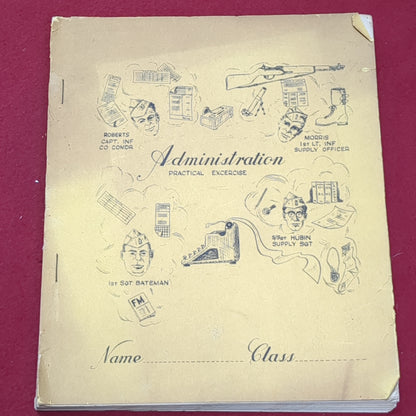 ROBERTS
CAPT. INF
CO COMDR
MORRIS
1st LT. INF
SUPPLY OFFICER
Administration
PRACTICAL EXCERCISE
1st SGT BATEMAN
S/Sgt HUBIN
SUPPLY SGT
FM
Name Class